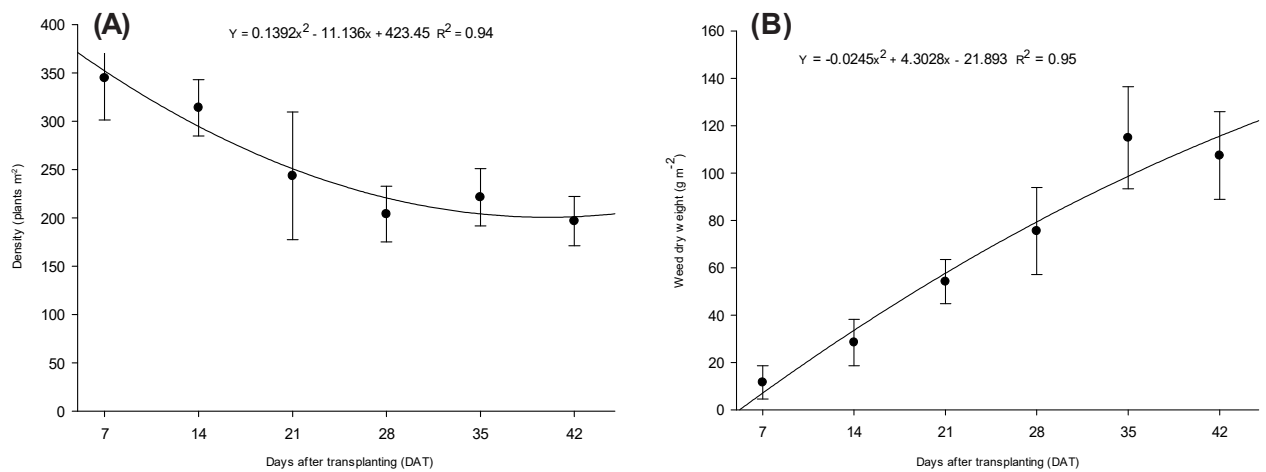 (A)
Y = 0.1392x² - 11.136x + 423.45 R² = 0.94
400
350
300
250
200
150
100
50
0
Density (plants m²)
7 14 21 28 35 42
Days after transplanting (DAT)
(B)
Y = -0.0245x² + 4.3028x - 21.893 R² = 0.95
160
140
120
100
80
60
40
20
0
Weed dry weight (g m⁻²)
7 14 21 28 35 42
Days after transplanting (DAT)